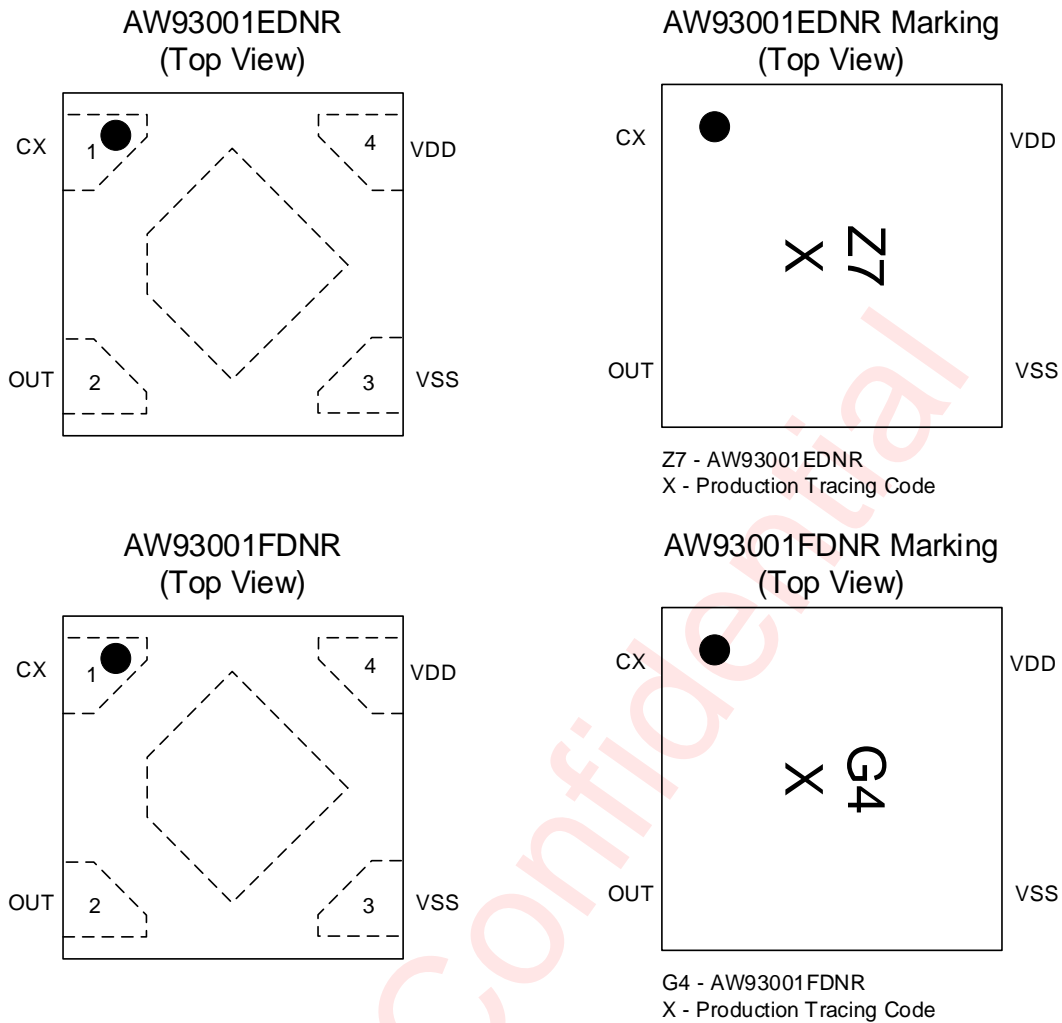 AW93001EDNR
(Top View)
CX
1
4
VDD
OUT
2
3
VSS
AW93001EDNR Marking
(Top View)
CX
VDD
Z7
X
OUT
VSS
Z7 - AW93001EDNR
X - Production Tracing Code
AW93001FDNR
(Top View)
CX
1
4
VDD
OUT
2
3
VSS
AW93001FDNR Marking
(Top View)
CX
VDD
G4
X
OUT
VSS
G4 - AW93001FDNR
X - Production Tracing Code
Confidential